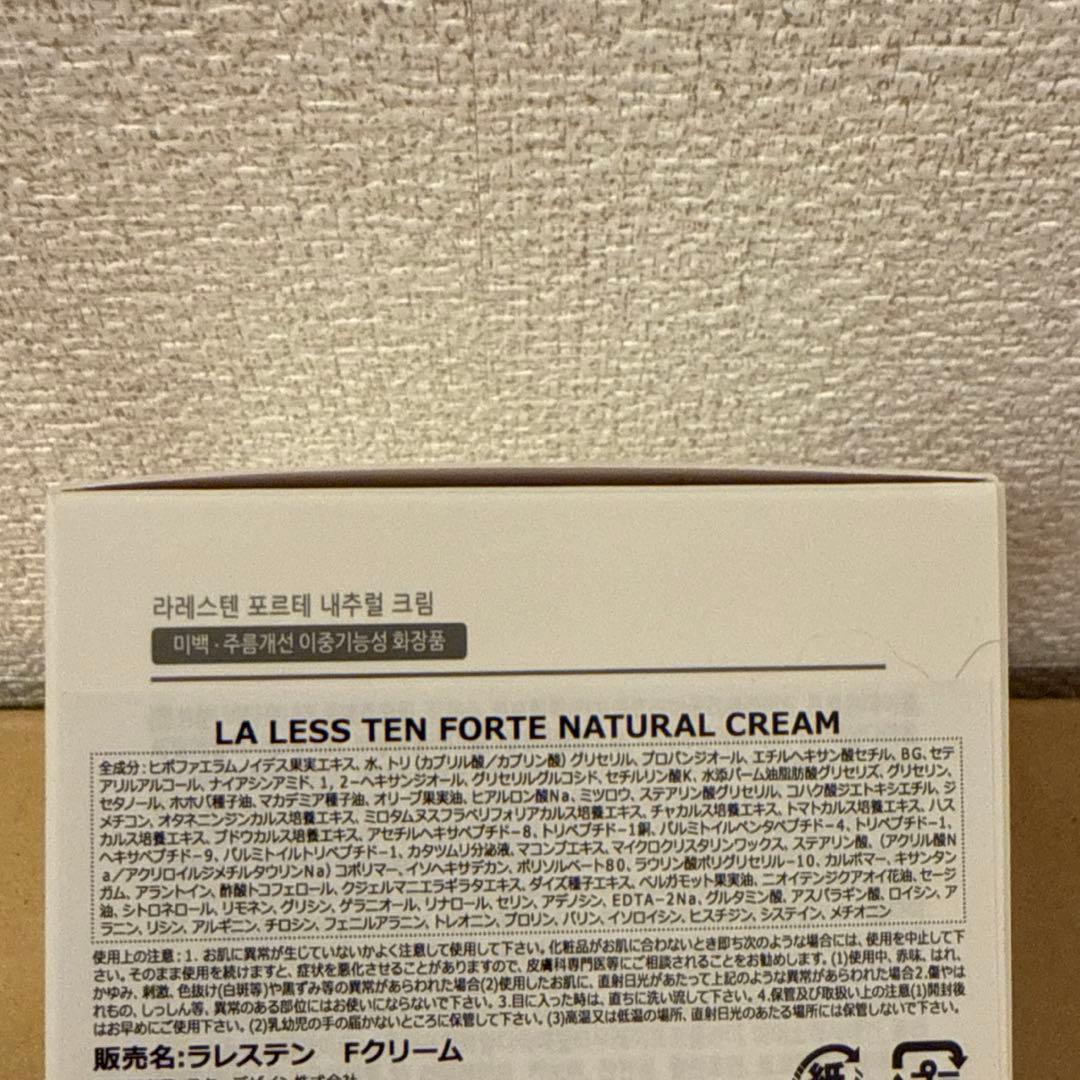 라레스텐 포르테 내추럴 크림
미백·주름개선 이중기능성 화장품
LA LESS TEN FORTE NATURAL CREAM
全成分:ヒポファエラムノイデス果実エキス、水、トリ(カプリル酸/カプリン酸)グリセリル、プロパンジオール、エチルヘキサン酸セチル、BG、セテ
アリルアルコール、ナイアシンアミド、1,2-ヘキサンジオール、グリセリルグルコシド、セチルリン酸K、水添パーム油脂肪酸グリセリズ、グリセリン、
セタノール、ホホバ種子油、マカデミア種子油、オリーブ果実油、ヒアルロン酸Na、ミツロウ、ステアリン酸グリセリル、コハク酸ジエトキシエチル、ジ
メチコン、オタネニンジンカルス培養エキス、ミロタムヌスフラベリフォリアカルス培養エキス、チャカルス培養エキス、トマトカルス培養エキス、ハス
カルス培養エキス、ブドウカルス培養エキス、アセチルヘキサペプチド-8、トリペプチド-1銅、パルミトイルペンタペプチド-4、トリペプチド-1、
ヘキサペプチド-9、パルミトイルトリペプチド-1、カタツムリ分泌液、マコンブエキス、マイクロクリスタリンワックス、ステアリン酸、(アクリル酸N
a/アクリロイルジメチルタウリンNa)コポリマー、イソヘキサデカン、ポリソルベート80、ラウリン酸ポリグリセリル-10、カルボマー、キサンタン
ガム、アラントイン、酢酸トコフェロール、クジェルマニエラギラタエキス、ダイズ種子エキス、ベルガモット果実油、ニオイテンジクアオイ花油、セージ
油、シトロネロール、リモネン、グリシン、ゲラニオール、リナロール、セリン、アデノシン、EDTA-2Na、グルタミン酸、アスパラギン酸、ロイシン、ア
ラニン、リシン、アルギニン、チロシン、フェニルアラニン、トレオニン、プロリン、バリン、イソロイシン、ヒスチジン、システイン、メチオニン
使用上の注意:1.お肌に異常が生じていないかよく注意して使用して下さい。化粧品がお肌に合わないとき即ち次のような場合には、使用を中止して下
さい。そのまま使用を続けますと、症状を悪化させることがありますので、皮膚科専門医等にご相談されることをお勧めします。(1)使用中、赤味、はれ、
かゆみ、刺激、色抜け(白斑等)や黒ずみ等の異常があらわれた場合(2)使用したお肌に、直射日光があたって上記のような異常があらわれた場合2.傷やは
れもの、しっしん等、異常のある部位にはお使いにならないで下さい。3.目に入った時は、直ちに洗い流して下さい。4.保管及び取扱い上の注意(1)開封後
はお早めにご使用下さい。(2)乳幼児の手の届かないところに保管して下さい。(3)高温又は低温の場所、直射日光のあたる場所には保管しないで下さい。
販売名:ラレステン Fクリーム
紙